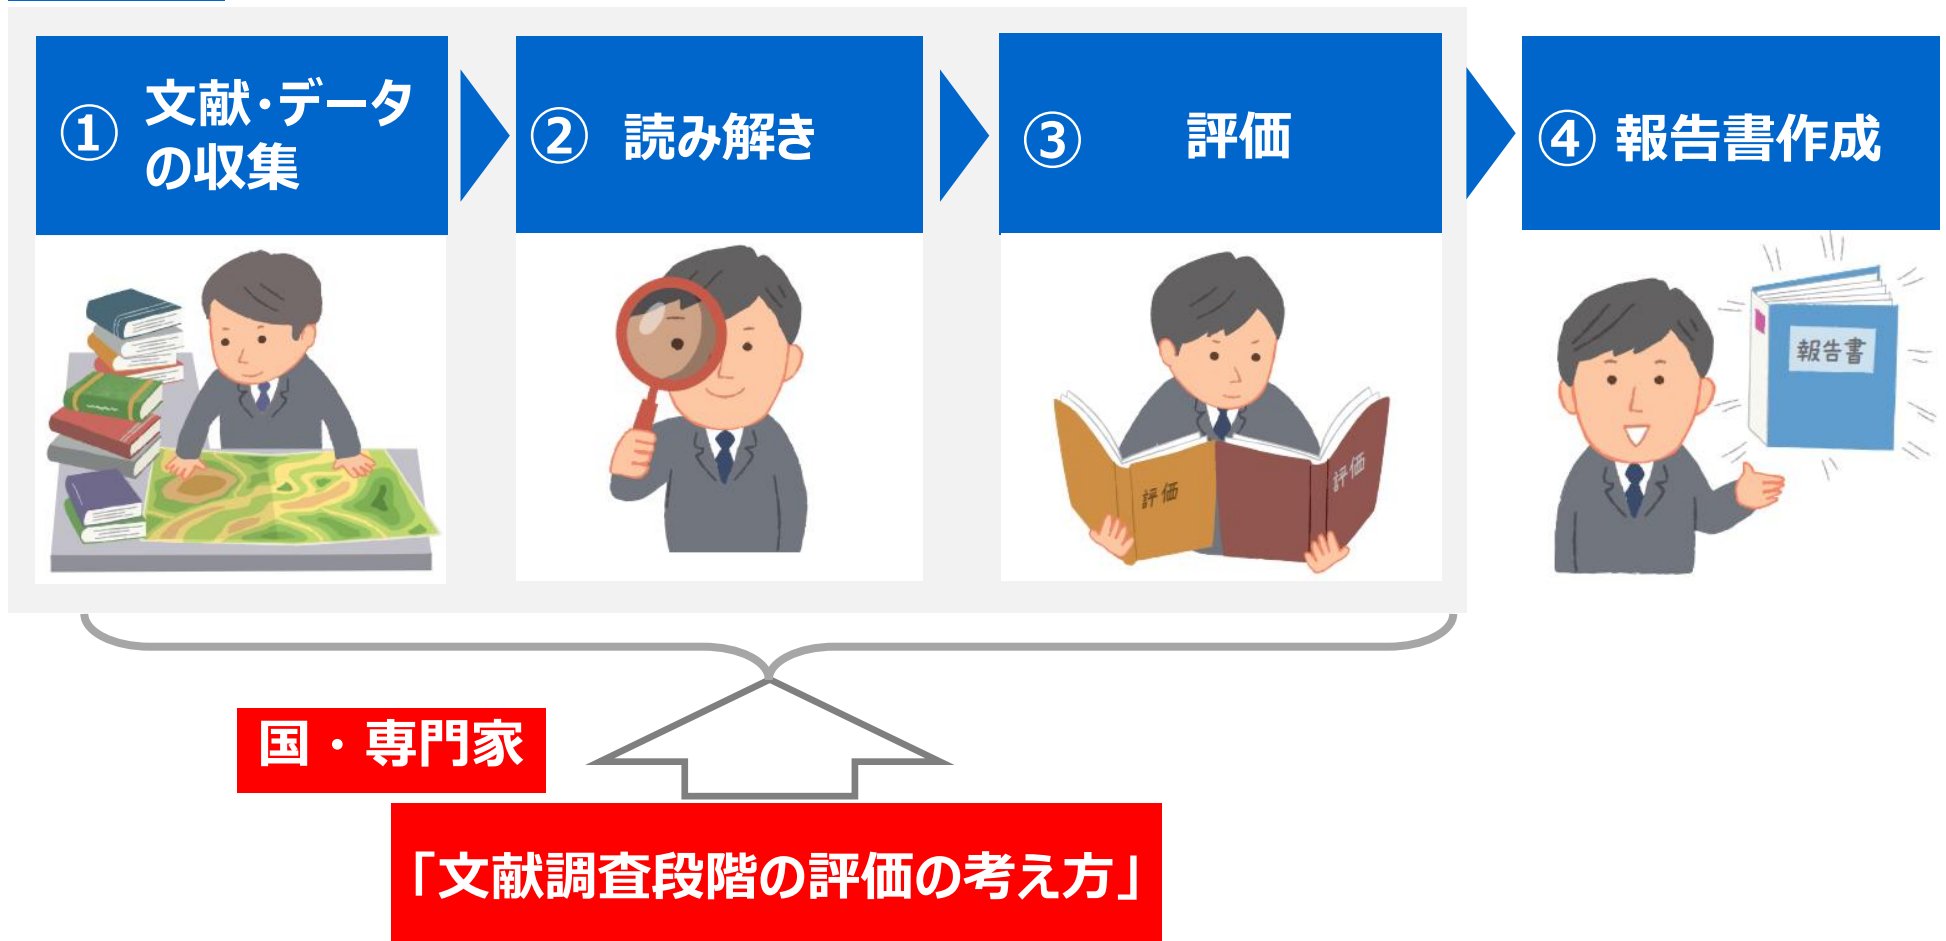 ① 文献・データ
の収集
② 読み解き
③ 評価
④ 報告書作成
評価
評価
報告書
国・専門家
「文献調査段階の評価の考え方」